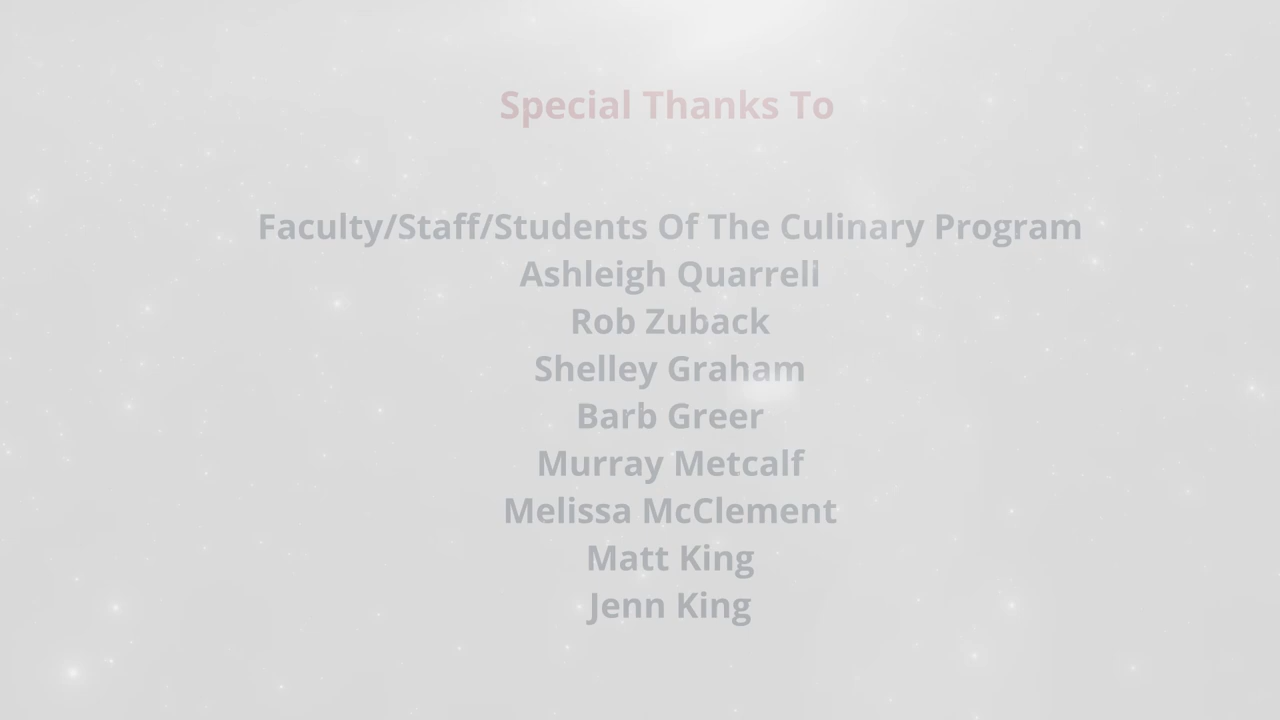 Special Thanks To
Faculty/Staff/Students Of The Culinary Program
Ashleigh Quarrell
Rob Zuback
Shelley Graham
Barb Greer
Murray Metcalf
Melissa McClement
Matt King
Jenn King